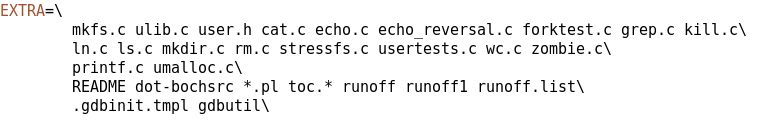 EXTRA=\
mkfs.c ulib.c user.h cat.c echo.c echo_reversal.c forktest.c grep.c kill.c\
ln.c ls.c mkdir.c rm.c stressfs.c usertests.c wc.c zombie.c\
printf.c umalloc.c\
README dot-bochsrc *.pl toc.* runoff runoff1 runoff.list\
.gdbinit.tmpl gdbutil\